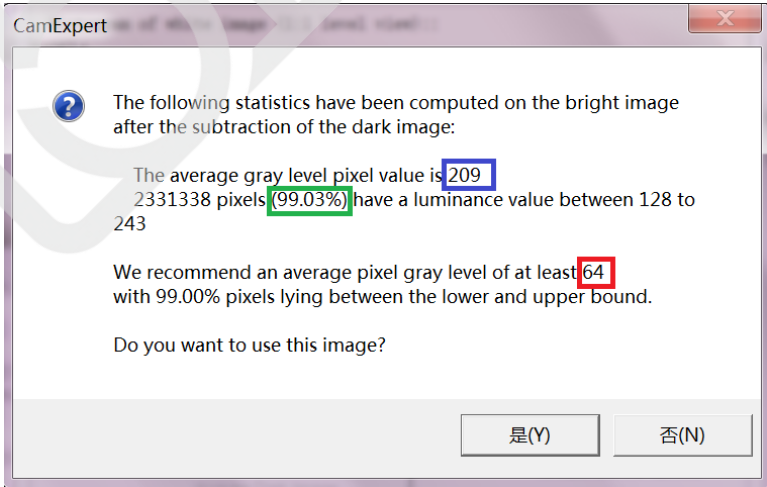 CamExpert
The following statistics have been computed on the bright image
after the subtraction of the dark image:
The average gray level pixel value is 209
2331338 pixels (99.03%) have a luminance value between 128 to
243
We recommend an average pixel gray level of at least 64
with 99.00% pixels lying between the lower and upper bound.
Do you want to use this image?
是(Y)
否(N)